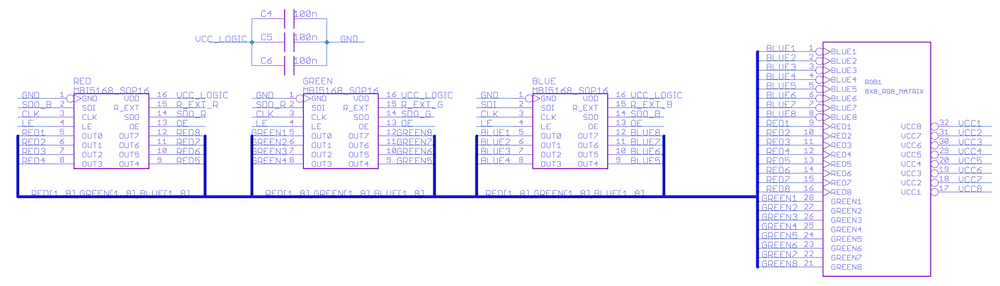 C4 100n
VCC_LOGIC C5 100n GND
C6 100n
RED
MBI5168_SOP16
GND 1 GND VDD 16 VCC_LOGIC
SDO_B 2 SDI R_EXT 15 R_EXT_R
CLK 3 CLK SDO 14 SDO_R
LE 4 LE OE 13 OE
RED1 5 OUT0 OUT7 12 RED8
RED2 6 OUT1 OUT6 11 RED7
RED3 7 OUT2 OUT5 10 RED6
RED4 8 OUT3 OUT4 9 RED5
RED[1..8],GREEN[1..8],BLUE[1..8]
GREEN
MBI5168_SOP16
GND 1 GND VDD 16 VCC_LOGIC
SDO_R 2 SDI R_EXT 15 R_EXT_G
CLK 3 CLK SDO 14 SDO_G
LE 4 LE OE 13 OE
GREEN1 5 OUT0 OUT7 12 GREEN8
GREEN2 6 OUT1 OUT6 11 GREEN7
GREEN3 7 OUT2 OUT5 10 GREEN6
GREEN4 8 OUT3 OUT4 9 GREEN5
RED[1..8],GREEN[1..8],BLUE[1..8]
BLUE
MBI5168_SOP16
GND 1 GND VDD 16 VCC_LOGIC
SDI 2 SDI R_EXT 15 R_EXT_B
CLK 3 CLK SDO 14 SDO_B
LE 4 LE OE 13 OE
BLUE1 5 OUT0 OUT7 12 BLUE8
BLUE2 6 OUT1 OUT6 11 BLUE7
BLUE3 7 OUT2 OUT5 10 BLUE6
BLUE4 8 OUT3 OUT4 9 BLUE5
RED[1..8],GREEN[1..8],BLUE[1..8]
RGB1
8X8_RGB_MATRIX
BLUE1 1 BLUE1
BLUE2 2 BLUE2
BLUE3 3 BLUE3
BLUE4 4 BLUE4
BLUE5 5 BLUE5
BLUE6 6 BLUE6
BLUE7 7 BLUE7
BLUE8 8 BLUE8
RED1 9 RED1 VCC8 32 VCC1
RED2 10 RED2 VCC7 31 VCC2
RED3 11 RED3 VCC6 30 VCC3
RED4 12 RED4 VCC5 29 VCC4
RED5 13 RED5 VCC4 20 VCC5
RED6 14 RED6 VCC3 19 VCC6
RED7 15 RED7 VCC2 18 VCC7
RED8 16 RED8 VCC1 17 VCC8
GREEN1 28 GREEN1
GREEN2 27 GREEN2
GREEN3 26 GREEN3
GREEN4 25 GREEN4
GREEN5 24 GREEN5
GREEN6 23 GREEN6
GREEN7 22 GREEN7
GREEN8 21 GREEN8